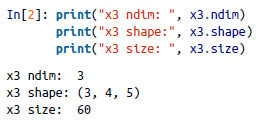 In[2]: print("x3 ndim: ", x3.ndim)
print("x3 shape:", x3.shape)
print("x3 size: ", x3.size)
x3 ndim:  3
x3 shape: (3, 4, 5)
x3 size:  60